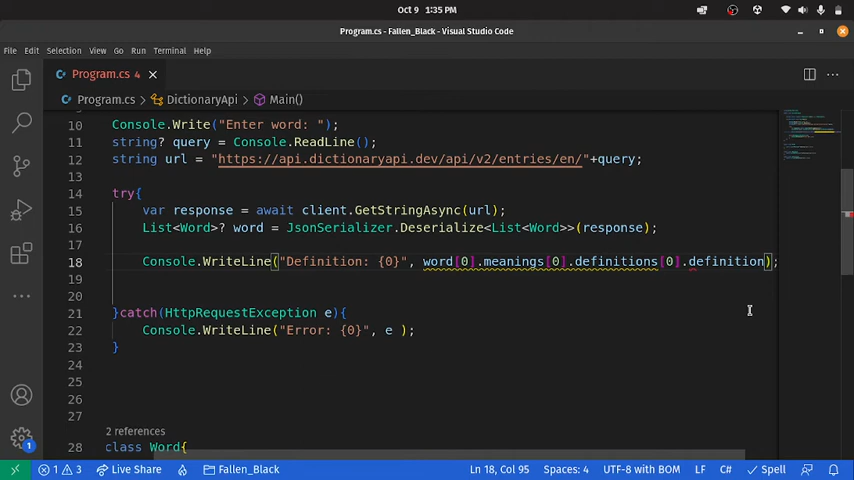 Oct 9 1:35 PM
Program.cs - Fallen_Black - Visual Studio Code
File Edit Selection View Go Run Terminal Help
Program.cs 4
Program.cs > DictionaryApi > Main()
10 Console.Write("Enter word: ");
11 string? query = Console.ReadLine();
12 string url = "https://api.dictionaryapi.dev/api/v2/entries/en/"+query;
13
14 try{
15 var response = await client.GetStringAsync(url);
16 List<Word>? word = JsonSerializer.Deserialize<List<Word>>(response);
17
18 Console.WriteLine("Definition: {0}", word[0].meanings[0].definitions[0].definition);
19
20
21 }catch(HttpRequestException e){
22 Console.WriteLine("Error: {0}", e );
23 }
24
25
26
27
2 references
28 class Word{
1 1 3 Live Share Fallen_Black Ln 18, Col 95 Spaces: 4 UTF-8 with BOM LF C# Spell